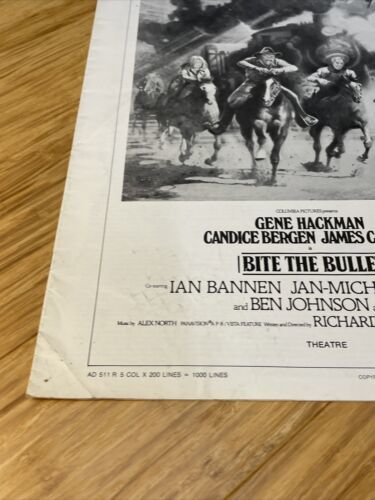 COLUMBIA PICTURES presents
GENE HACKMAN
CANDICE BERGEN JAMES C
in
BITE THE BULLE
Co-starring IAN BANNEN JAN-MICH
and BEN JOHNSON
Music by ALEX NORTH PANAVISION® A P-B/VISTA FEATURE Written and Directed by RICHARD
THEATRE
AD 511 R 5 COL X 200 LINES = 1000 LINES
COPY